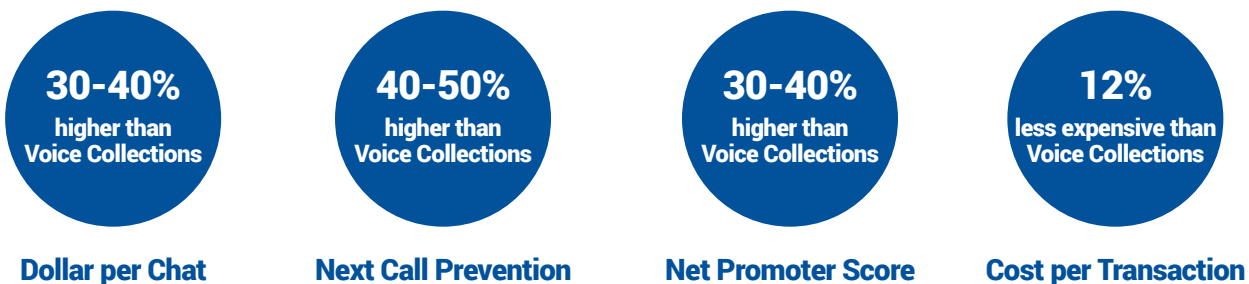 30-40%
higher than
Voice Collections
Dollar per Chat
40-50%
higher than
Voice Collections
Next Call Prevention
30-40%
higher than
Voice Collections
Net Promoter Score
12%
less expensive than
Voice Collections
Cost per Transaction